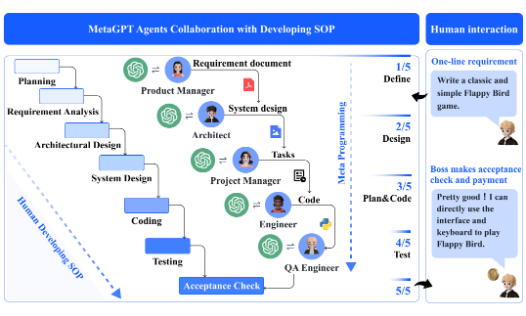 MetaGPT Agents Collaboration with Developing SOP
Human interaction
Planning
Requirement Analysis
Architectural Design
System Design
Coding
Testing
Acceptance Check
Human Developing SOP
Requirement document
Product Manager
System design
Architect
Tasks
Project Manager
Code
Engineer
QA Engineer
Meta Programming
1/5
Define
2/5
Design
3/5
Plan&Code
4/5
Test
5/5
One-line requirement
Write a classic and
simple Flappy Bird
game.
Boss makes acceptance
check and payment
Pretty good ! I can
directly use the
interface and
keyboard to play
Flappy Bird.